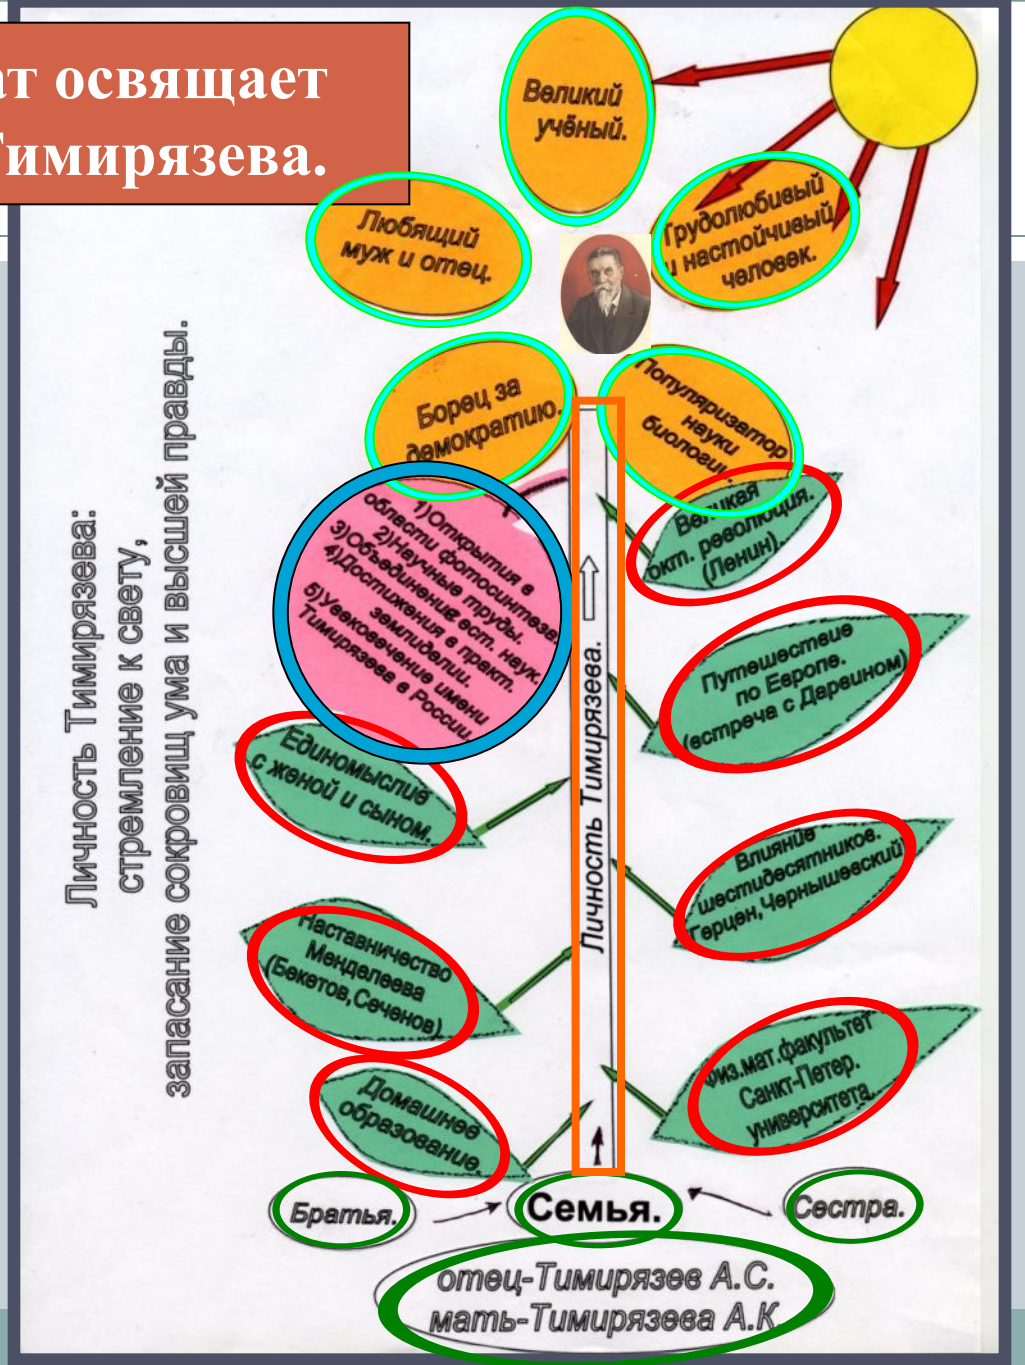 ат освящает
Тимирязева.
Великий
учёный.
Любящий
муж и отец.
Трудолюбивый
и настойчивый
человек.
Борец за
демократию.
Популяризатор
науки
биологии.
1)Открытия в
области фотосинтеза.
2)Научные труды.
3)Объединение ест. наук.
4)Достижения в практ.
землиделии.
5)Увековечение имени
Тимирязева в России.
Великая
окт. революция.
(Ленин).
Путешествие
по Европе.
(встреча с Дарвином)
Единомыслие
с женой и сыном.
Влияние
шестидесятников.
Герцен,Чернышевский
Наставничество
Менделеева
(Бекетов,Сеченов)
Физ.мат.факультет
Санкт-Петер.
университета
Домашнее
образование.
Личность Тимирязева.
Личность Тимирязева:
стремление к свету,
запасание сокровищ ума и высшей правды.
Братья.
Семья.
Сестра.
отец-Тимирязев А.С.
мать-Тимирязева А.К